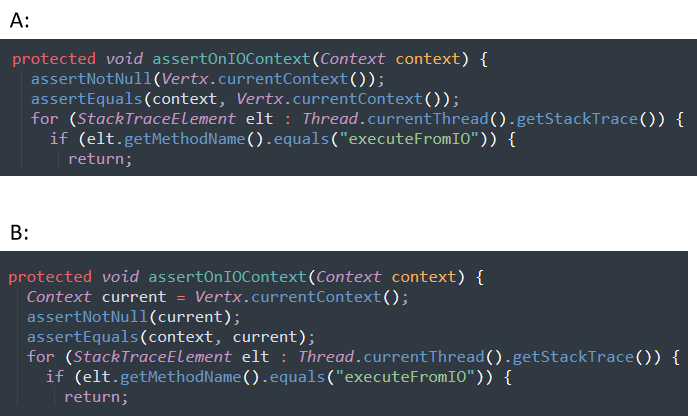 A:
protected void assertOnIOContext(Context context) {
  assertNotNull(Vertx.currentContext());
  assertEquals(context, Vertx.currentContext());
  for (StackTraceElement elt : Thread.currentThread().getStackTrace()) {
    if (elt.getMethodName().equals("executeFromIO")) {
      return;
B:
protected void assertOnIOContext(Context context) {
  Context current = Vertx.currentContext();
  assertNotNull(current);
  assertEquals(context, current);
  for (StackTraceElement elt : Thread.currentThread().getStackTrace()) {
    if (elt.getMethodName().equals("executeFromIO")) {
      return;